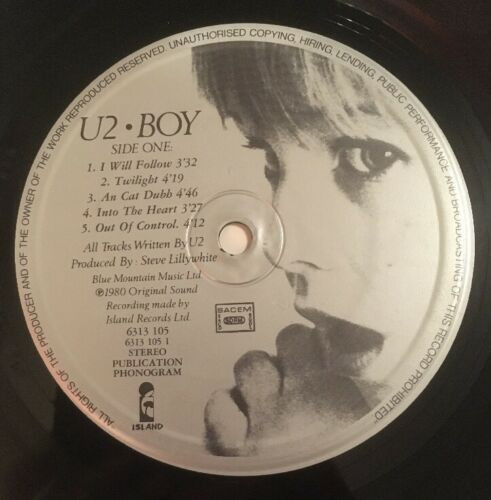 ALL RIGHTS OF THE PRODUCER AND OF THE OWNER OF THE WORK REPRODUCED RESERVED. UNAUTHORISED COPYING, HIRING, LENDING, PUBLIC PERFORMANCE AND BROADCASTING OF THIS RECORD PROHIBITED"
U2 • BOY
SIDE ONE:
1. I Will Follow 3'32
2. Twilight 4'19
3. An Cat Dubh 4'46
4. Into The Heart 3'27
5. Out Of Control. 4'12
All Tracks Written By U2
Produced By : Steve Lillywhite
Blue Mountain Music Ltd.
℗1980 Original Sound
Recording made by
Island Records Ltd.
6313 105
6313 105 1
STEREO
PUBLICATION
PHONOGRAM
SACEM
SDRM
ISLAND